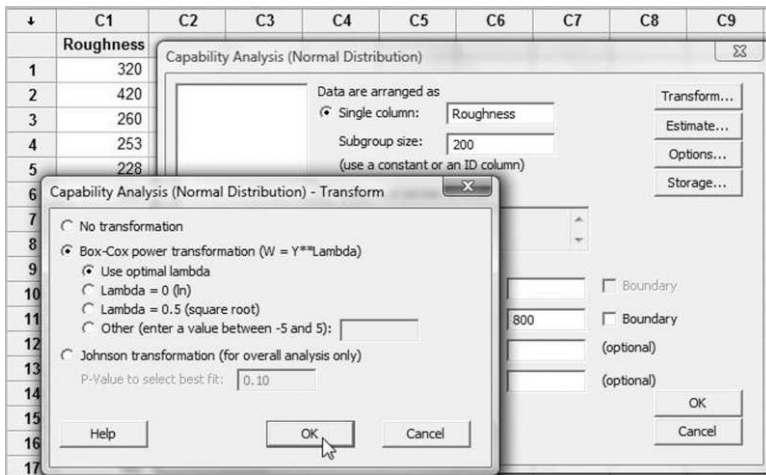 ↓ C1 C2 C3 C4 C5 C6 C7 C8 C9
Roughness
1 320
2 420
3 260
4 253
5 228
6
7
8
9
10
11
12
13
14
15
16
17
Capability Analysis (Normal Distribution)
Data are arranged as
Single column: Roughness
Subgroup size: 200
(use a constant or an ID column)
Transform...
Estimate...
Options...
Storage...
Boundary
800 Boundary
(optional)
(optional)
OK
Cancel
Capability Analysis (Normal Distribution) - Transform
No transformation
Box-Cox power transformation (W = Y**Lambda)
Use optimal lambda
Lambda = 0 (ln)
Lambda = 0.5 (square root)
Other (enter a value between -5 and 5):
Johnson transformation (for overall analysis only)
P-Value to select best fit: 0.10
Help OK Cancel